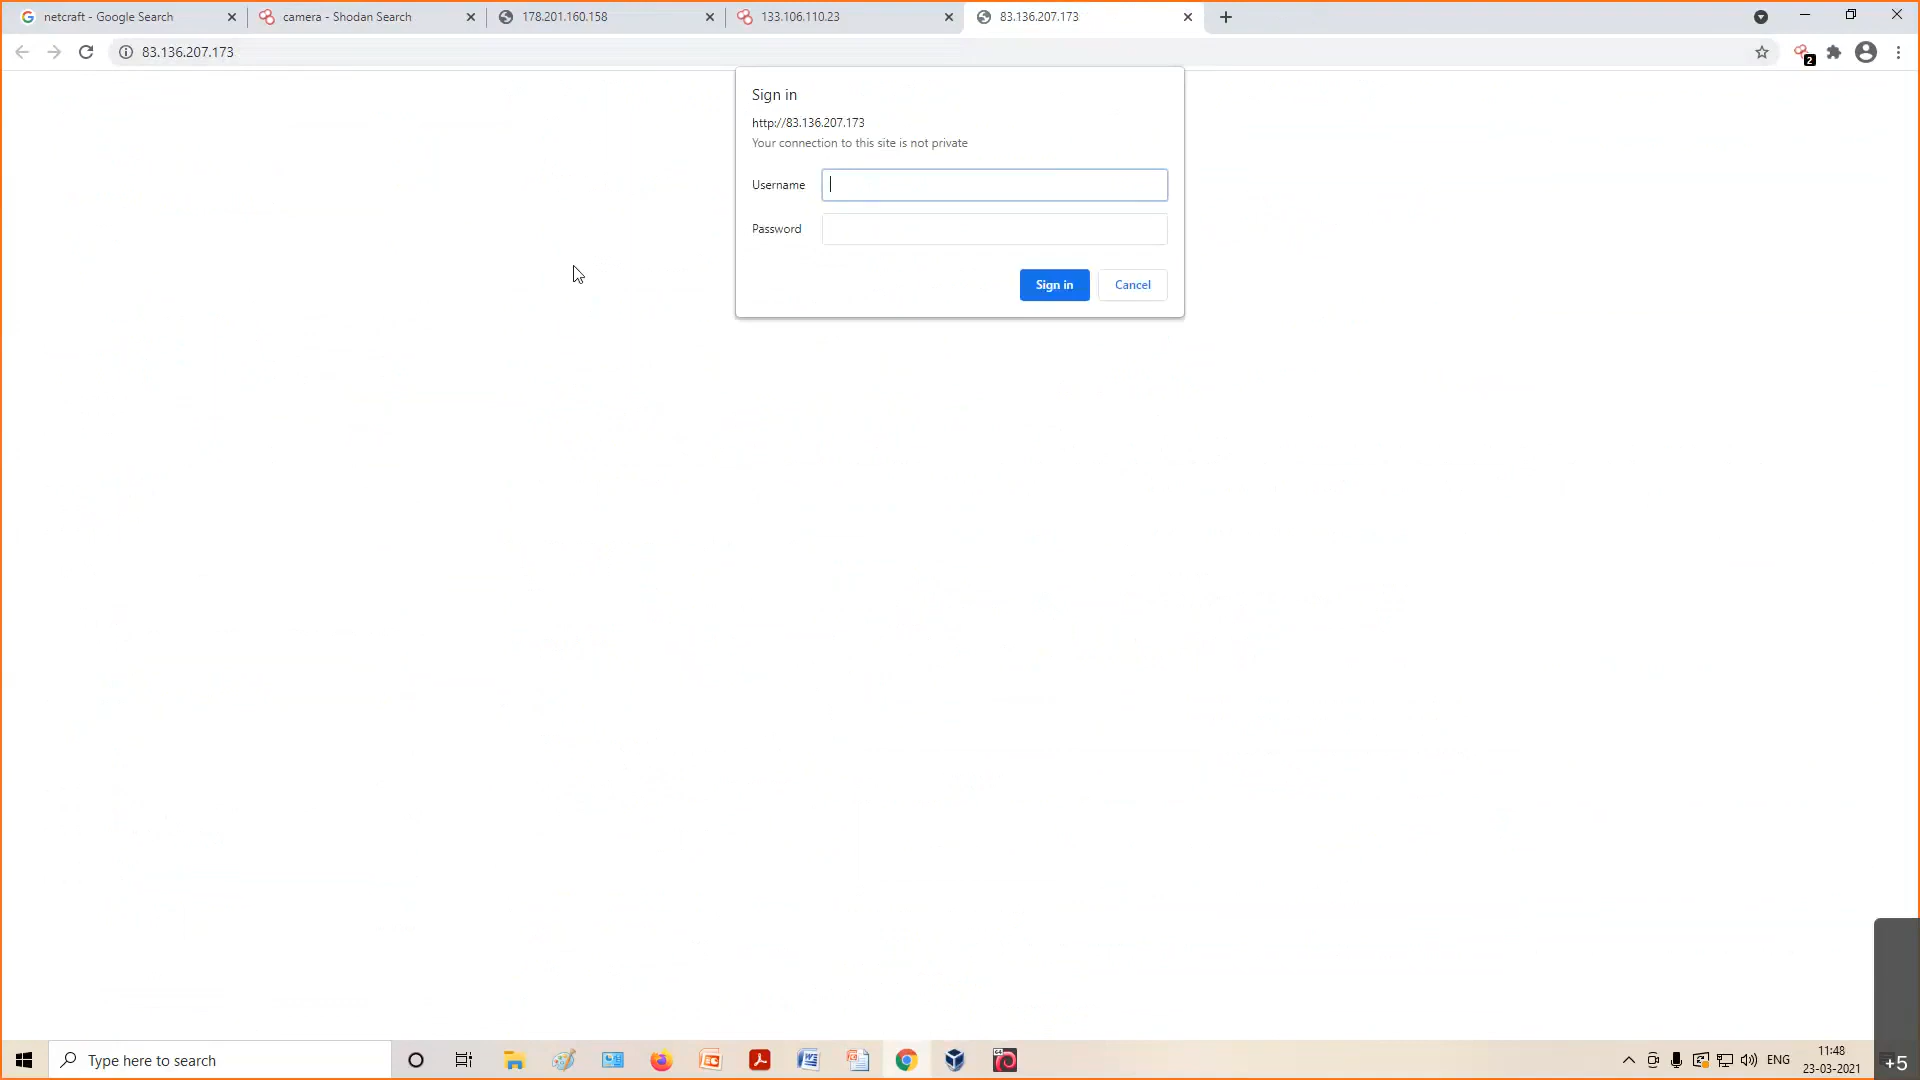 netcraft - Google Search
camera - Shodan Search
178.201.160.158
133.106.110.23
83.136.207.173
83.136.207.173
2
Sign in
http://83.136.207.173
Your connection to this site is not private
Username
Password
Sign in
Cancel
Type here to search
64
ENG
11:48
23-03-2021
+5